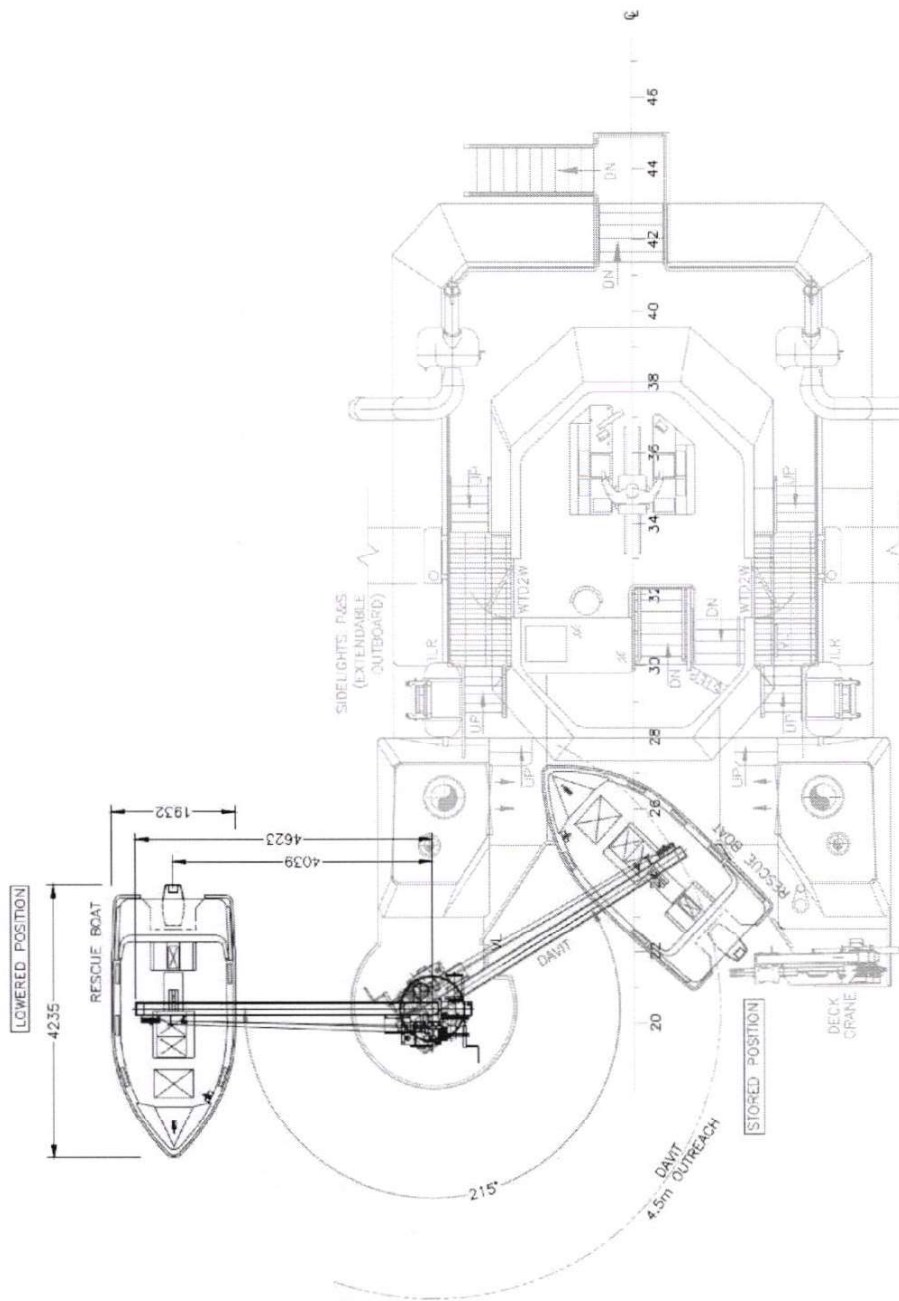 LOWERED POSITION
4235
RESCUE BOAT
1932
4623
4039
SIDELIGHTS P&S
(EXTENDABLE
OUTBOARD)
DN
DN
46
44
42
40
38
36
34
32
30
28
26
20
UP
UP
WTD2W
WTD2W
DN
DN
UP
UP
UP
UP
RESCUE BOAT
DAVIT
215°
DAVIT
4.5m OUTREACH
STORED POSITION
DECK
CRANE